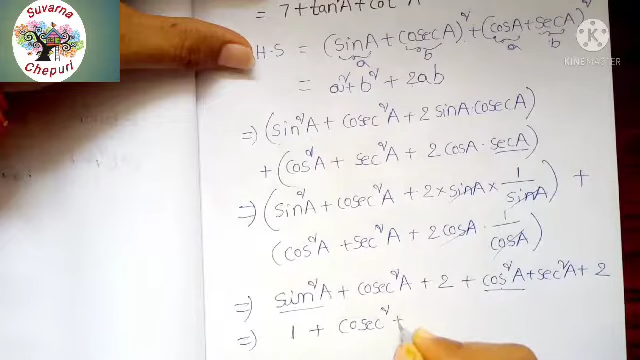 Suvarna
Chepuri
KINEMASTER
= 7 + tan²A + cot²A
H.S = (sinA + cosecA)² + (cosA + secA)²
a b a b
= a² + b² + 2ab
⇒ (sin²A + cosec²A + 2 sinA · cosecA)
+ (cos²A + sec²A + 2 cosA · secA)
⇒ (sin²A + cosec²A + 2 × sinA × 1/sinA) +
(cos²A + sec²A + 2 cosA · 1/cosA)
⇒ sin²A + cosec²A + 2 + cos²A + sec²A + 2
⇒ 1 + cosec² +